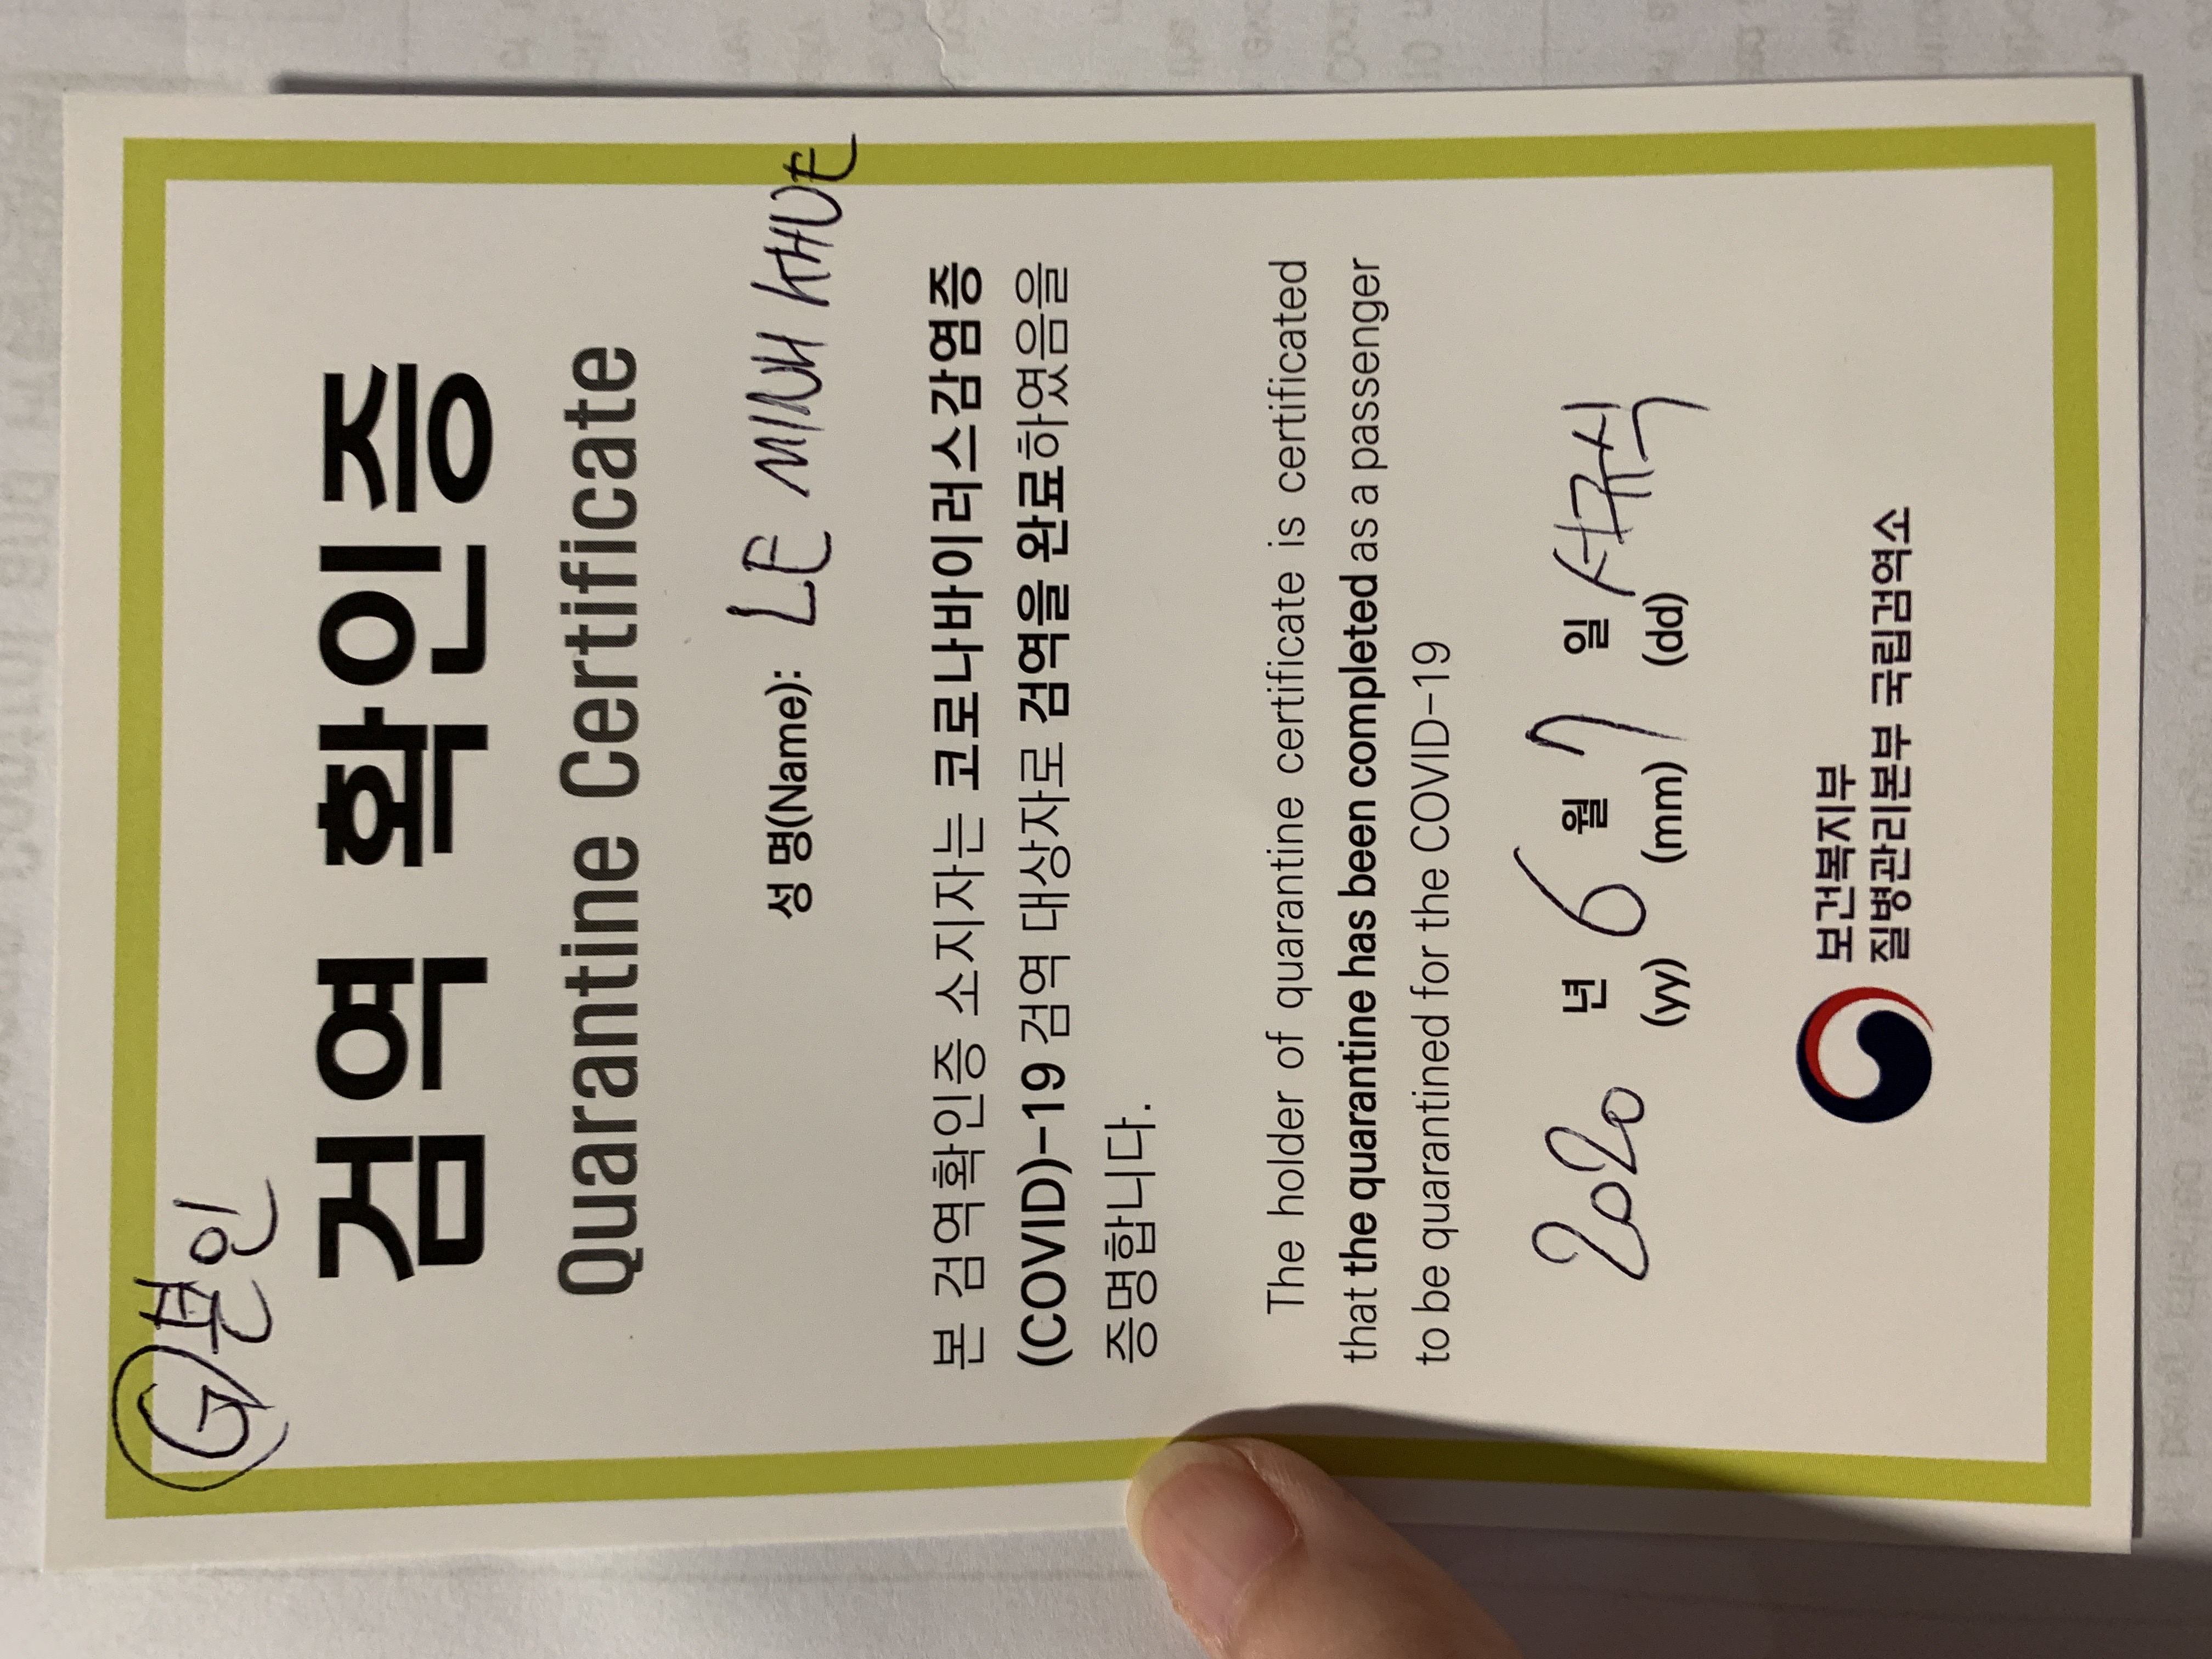 G 본인
검역 확인증
Quarantine Certificate
성 명(Name): LE MINH KHUE
본 검역확인증 소지자는 코로나바이러스감염증
(COVID)-19 검역 대상자로 검역을 완료하였음을
증명합니다.
The holder of quarantine certificate is certificated
that the quarantine has been completed as a passenger
to be quarantined for the COVID-19
2020 년 6 월 7 일
(yy) (mm) (dd)
보건복지부
질병관리본부 국립검역소